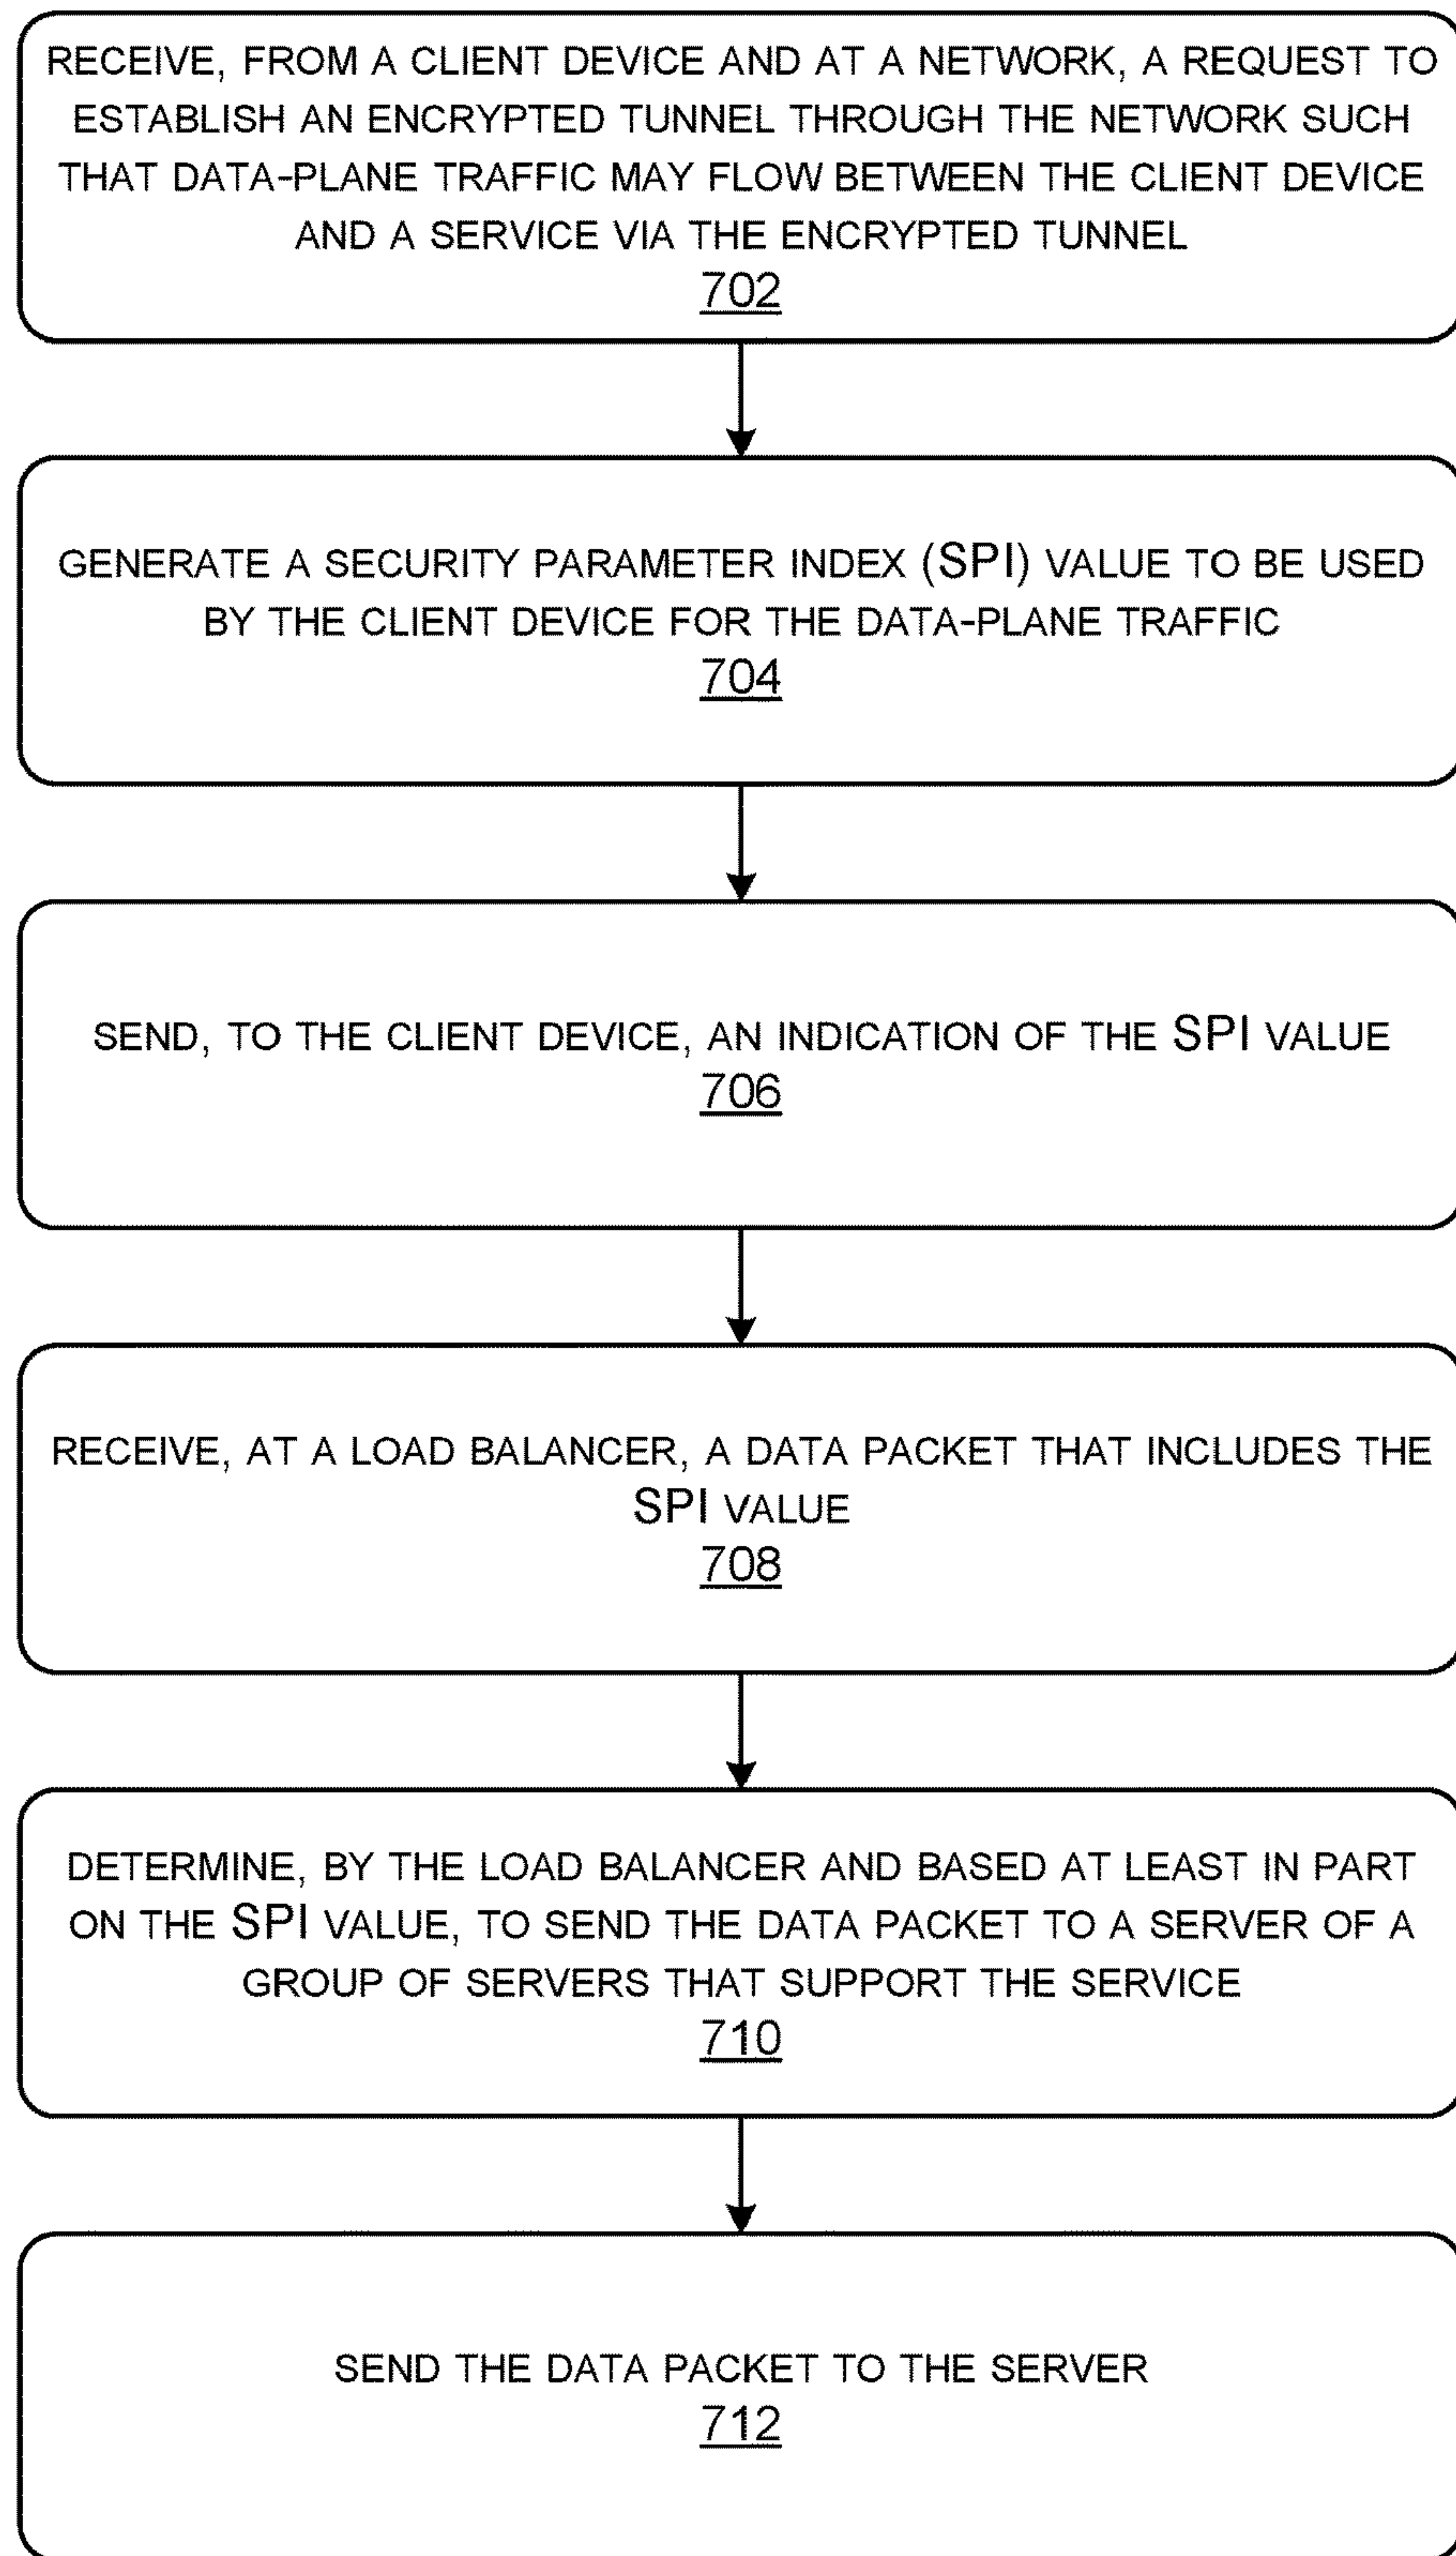 RECEIVE, FROM A CLIENT DEVICE AND AT A NETWORK, A REQUEST TO
ESTABLISH AN ENCRYPTED TUNNEL THROUGH THE NETWORK SUCH
THAT DATA-PLANE TRAFFIC MAY FLOW BETWEEN THE CLIENT DEVICE
AND A SERVICE VIA THE ENCRYPTED TUNNEL
702
GENERATE A SECURITY PARAMETER INDEX (SPI) VALUE TO BE USED
BY THE CLIENT DEVICE FOR THE DATA-PLANE TRAFFIC
704
SEND, TO THE CLIENT DEVICE, AN INDICATION OF THE SPI VALUE
706
RECEIVE, AT A LOAD BALANCER, A DATA PACKET THAT INCLUDES THE
SPI VALUE
708
DETERMINE, BY THE LOAD BALANCER AND BASED AT LEAST IN PART
ON THE SPI VALUE, TO SEND THE DATA PACKET TO A SERVER OF A
GROUP OF SERVERS THAT SUPPORT THE SERVICE
710
SEND THE DATA PACKET TO THE SERVER
712